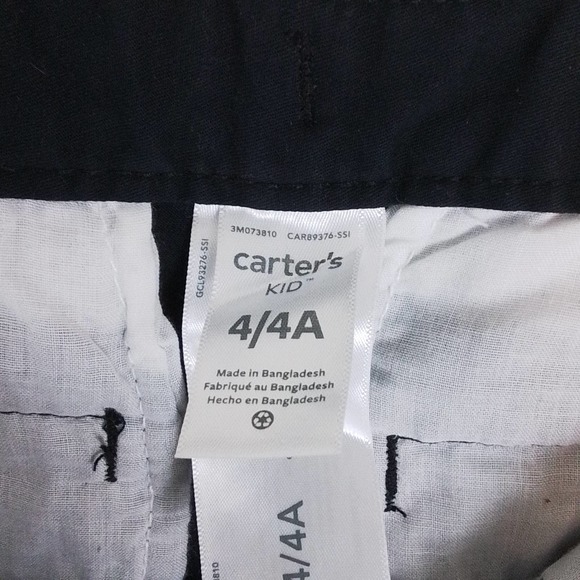 3M073810 CAR89376-SSI
GCL93276-SSI
carter's
KID™
4/4A
Made in Bangladesh
Fabriqué au Bangladesh
Hecho en Bangladesh
4/4A